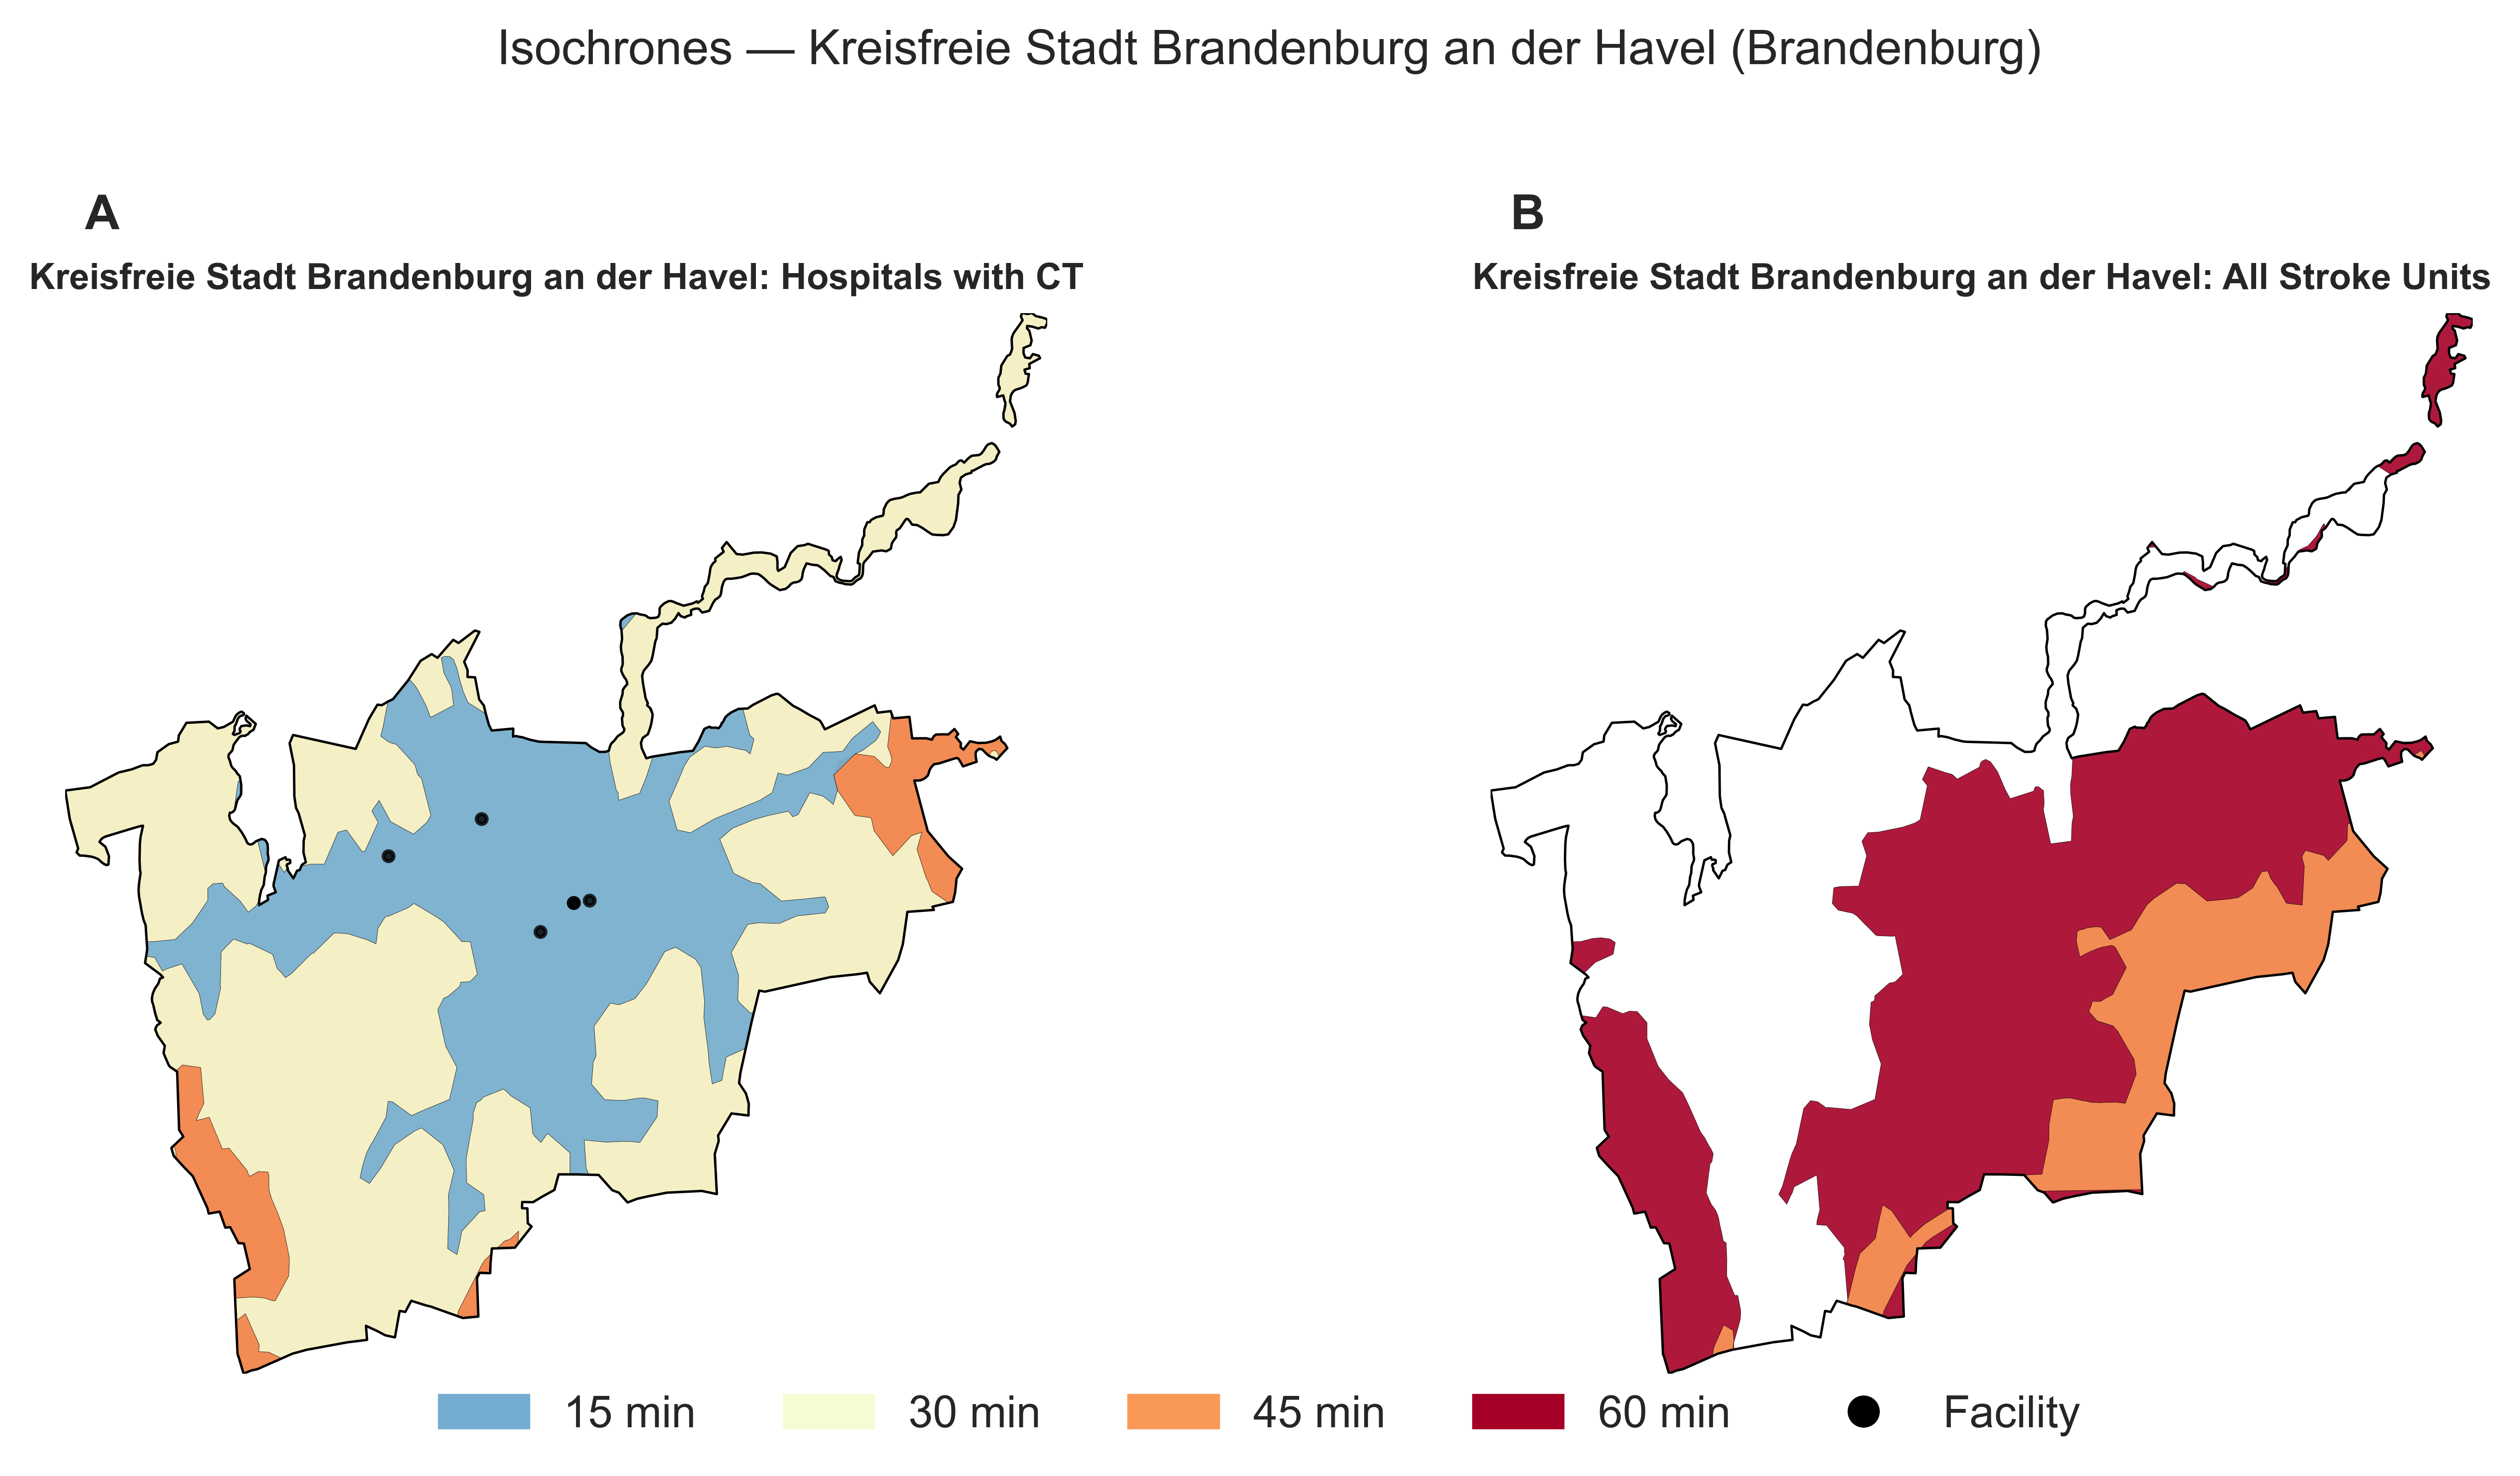 Isochrones — Kreisfreie Stadt Brandenburg an der Havel (Brandenburg)
A
Kreisfreie Stadt Brandenburg an der Havel: Hospitals with CT
B
Kreisfreie Stadt Brandenburg an der Havel: All Stroke Units
15 min
30 min
45 min
60 min
Facility